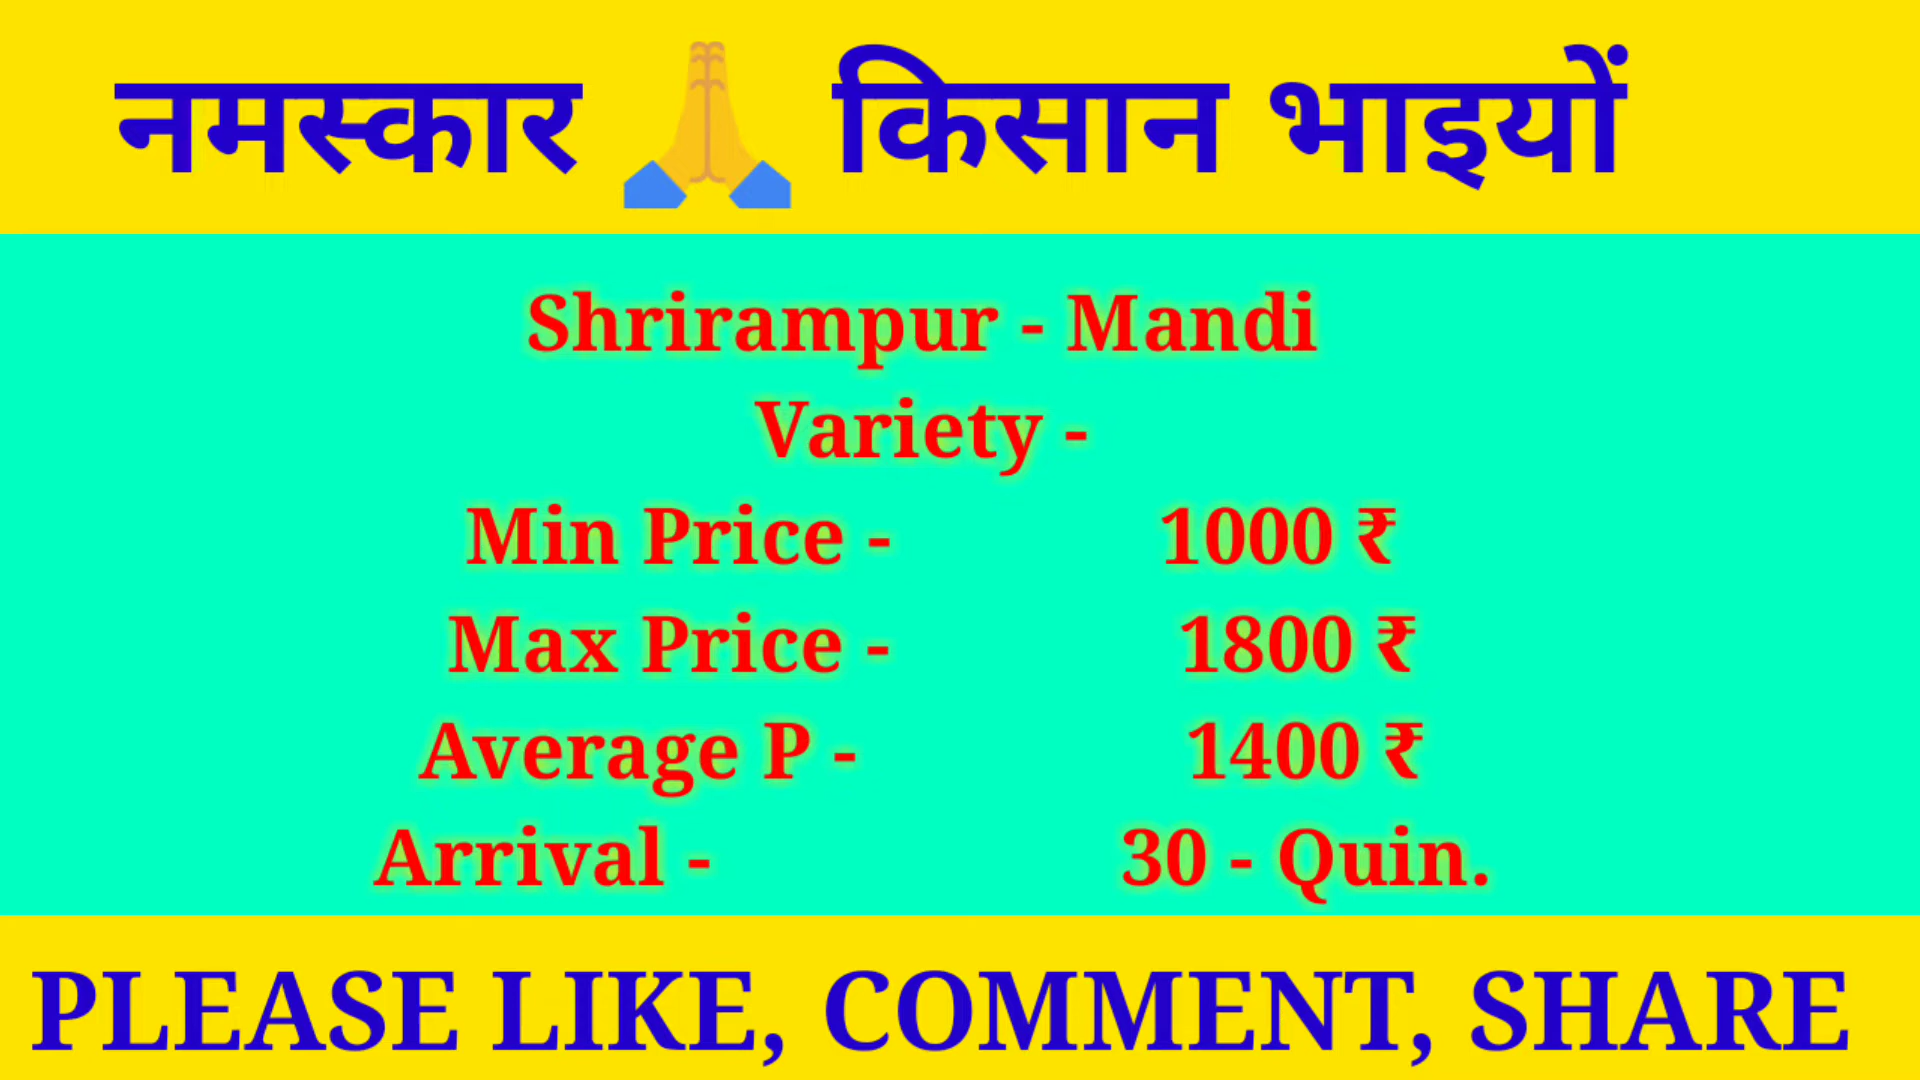 नमस्कार 🙏 किसान भाइयों
Shrirampur - Mandi
Variety -
Min Price - 1000 ₹
Max Price - 1800 ₹
Average P - 1400 ₹
Arrival - 30 - Quin.
PLEASE LIKE, COMMENT, SHARE